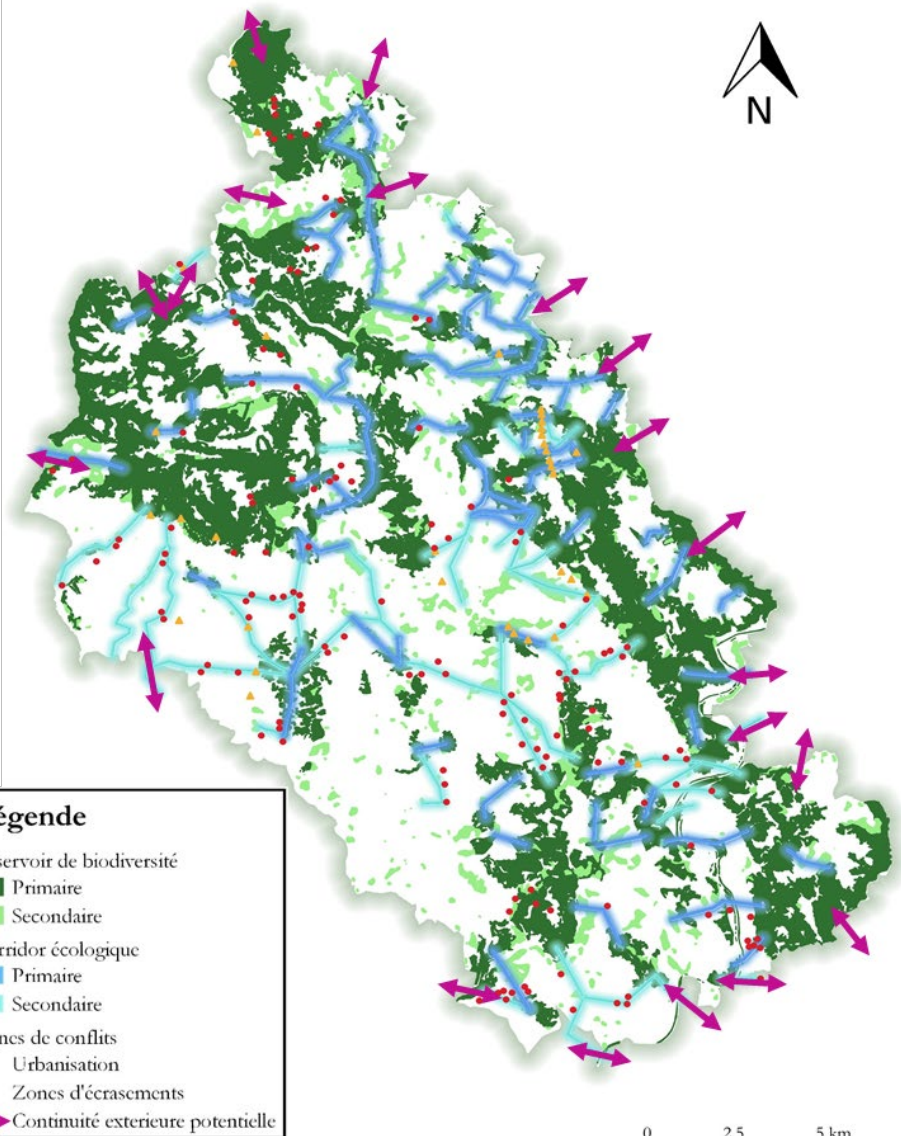 N
égende
servoir de biodiversité
Primaire
Secondaire
rridor écologique
Primaire
Secondaire
nes de conflits
Urbanisation
Zones d'écrasements
Continuité exterieure potentielle
0 2.5 5 km